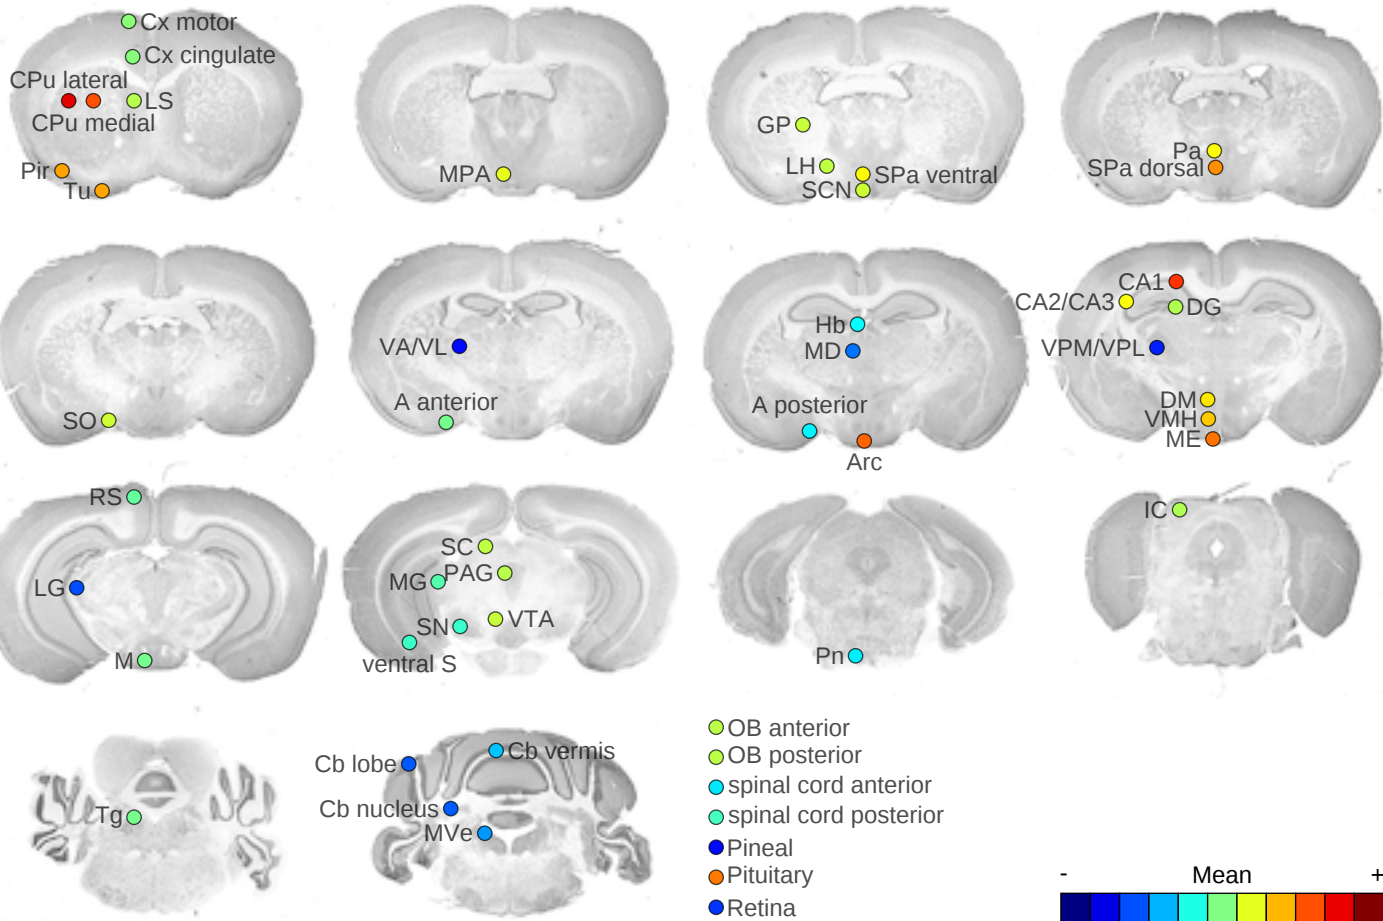 Cx motor
Cx cingulate
CPu lateral
LS
CPu medial
Pir
Tu
MPA
GP
LH
SPa ventral
SCN
Pa
SPa dorsal
SO
VA/VL
A anterior
Hb
MD
A posterior
Arc
CA1
CA2/CA3
DG
VPM/VPL
DM
VMH
ME
RS
LG
M
SC
MG
PAG
SN
VTA
ventral S
Pn
IC
Tg
Cb lobe
Cb vermis
Cb nucleus
MVe
OB anterior
OB posterior
spinal cord anterior
spinal cord posterior
Pineal
Pituitary
Retina
- Mean +